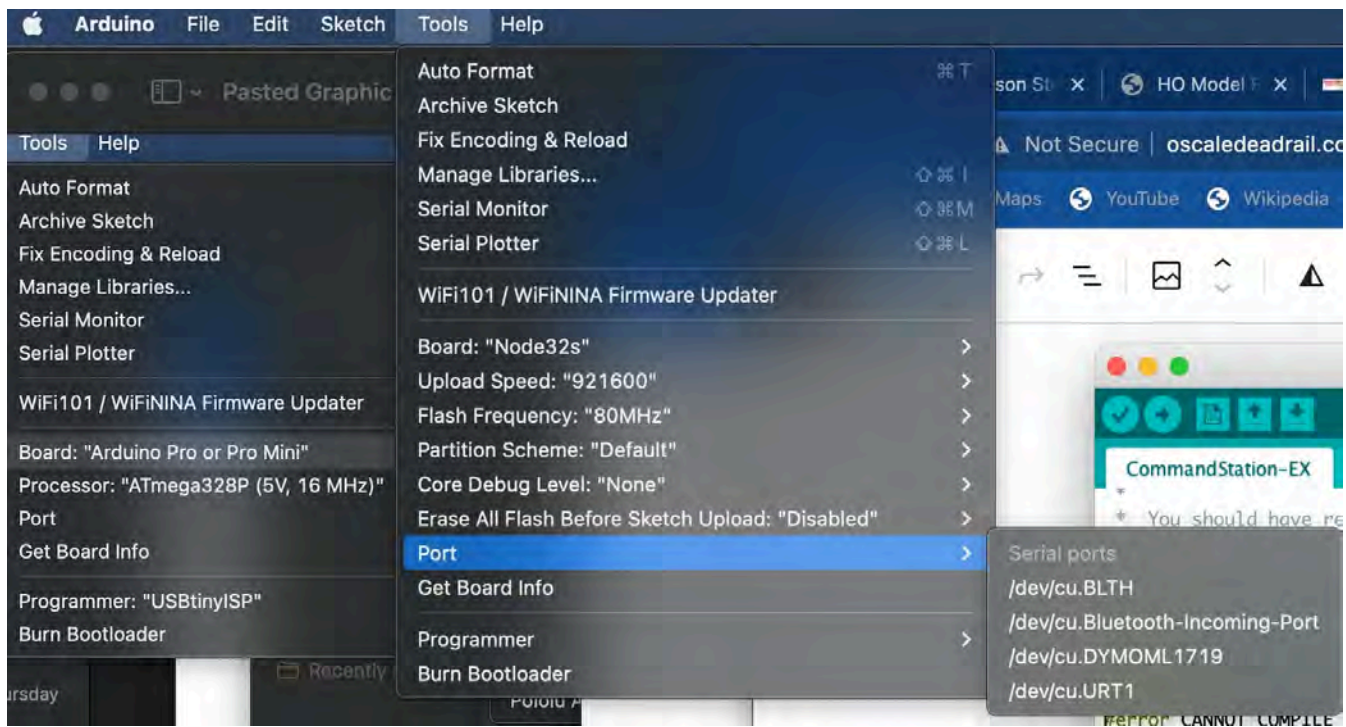 Arduino File Edit Sketch Tools Help
Pasted Graphic
Tools Help
Auto Format
Archive Sketch
Fix Encoding & Reload
Manage Libraries...
Serial Monitor
Serial Plotter
WiFi101 / WiFiNINA Firmware Updater
Board: "Arduino Pro or Pro Mini"
Processor: "ATmega328P (5V, 16 MHz)"
Port
Get Board Info
Programmer: "USBtinyISP"
Burn Bootloader
ursday
Recently
Auto Format ⌘ T
Archive Sketch
Fix Encoding & Reload
Manage Libraries... ⇧ ⌘ I
Serial Monitor ⇧ ⌘ M
Serial Plotter ⇧ ⌘ L
WiFi101 / WiFiNINA Firmware Updater
Board: "Node32s"
Upload Speed: "921600"
Flash Frequency: "80MHz"
Partition Scheme: "Default"
Core Debug Level: "None"
Erase All Flash Before Sketch Upload: "Disabled"
Port
Get Board Info
Programmer
Burn Bootloader
Pololu A
son St HO Model
Not Secure oscaledeadrail.co
Maps YouTube Wikipedia
CommandStation-EX
*
* You should have re
Serial ports
/dev/cu.BLTH
/dev/cu.Bluetooth-Incoming-Port
/dev/cu.DYMOML1719
/dev/cu.URT1
#error CANNOT COMPILE